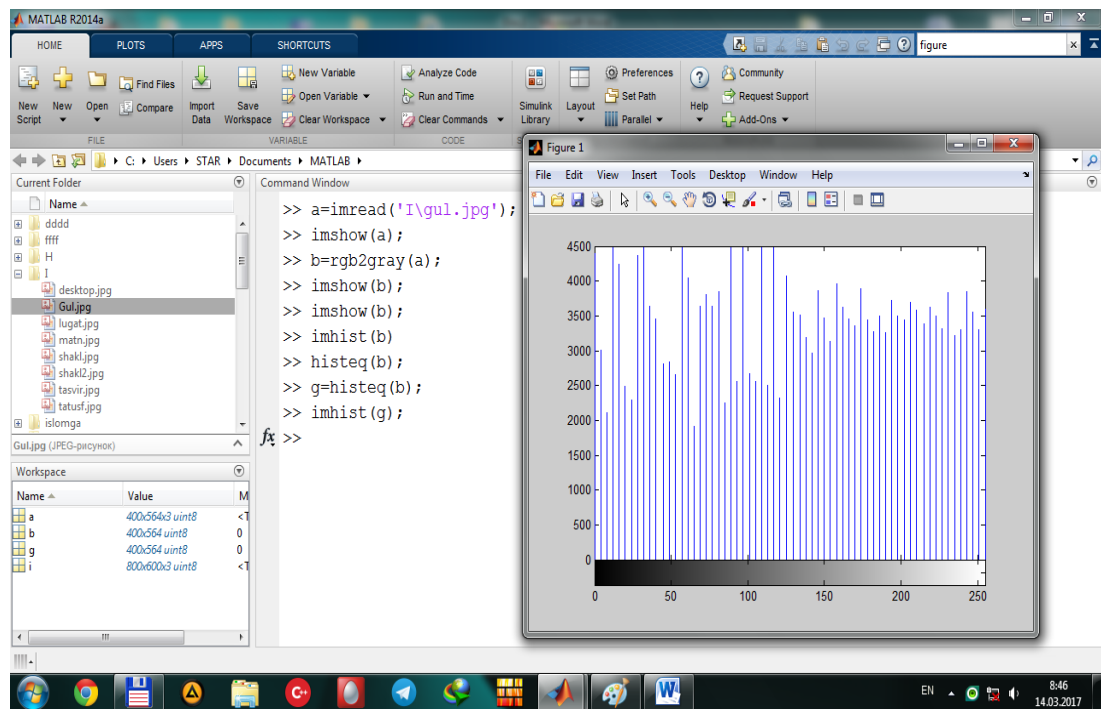 MATLAB R2014a
HOME PLOTS APPS SHORTCUTS figure
New Script
New
Open
Find Files
Compare
Import Data
Save Workspace
New Variable
Open Variable
Clear Workspace
Analyze Code
Run and Time
Clear Commands
Simulink Library
Layout
Preferences
Set Path
Parallel
Help
Community
Request Support
Add-Ons
FILE VARIABLE CODE
C: Users STAR Documents MATLAB
Current Folder
Name
dddd
ffff
H
I
desktop.jpg
Gul.jpg
lugat.jpg
matn.jpg
shakl.jpg
shakl2.jpg
tasvir.jpg
tatusf.jpg
islomga
Gul.jpg (JPEG-рисунок)
Workspace
Name Value M
a 400x564x3 uint8 <T
b 400x564 uint8 0
g 400x564 uint8 0
i 800x600x3 uint8 <T
Command Window
>> a=imread('I\gul.jpg');
>> imshow(a);
>> b=rgb2gray(a);
>> imshow(b);
>> imshow(b);
>> imhist(b)
>> histeq(b);
>> g=histeq(b);
>> imhist(g);
fx >>
Figure 1
File Edit View Insert Tools Desktop Window Help
4500
4000
3500
3000
2500
2000
1500
1000
500
0
0 50 100 150 200 250
EN
8:46
14.03.2017